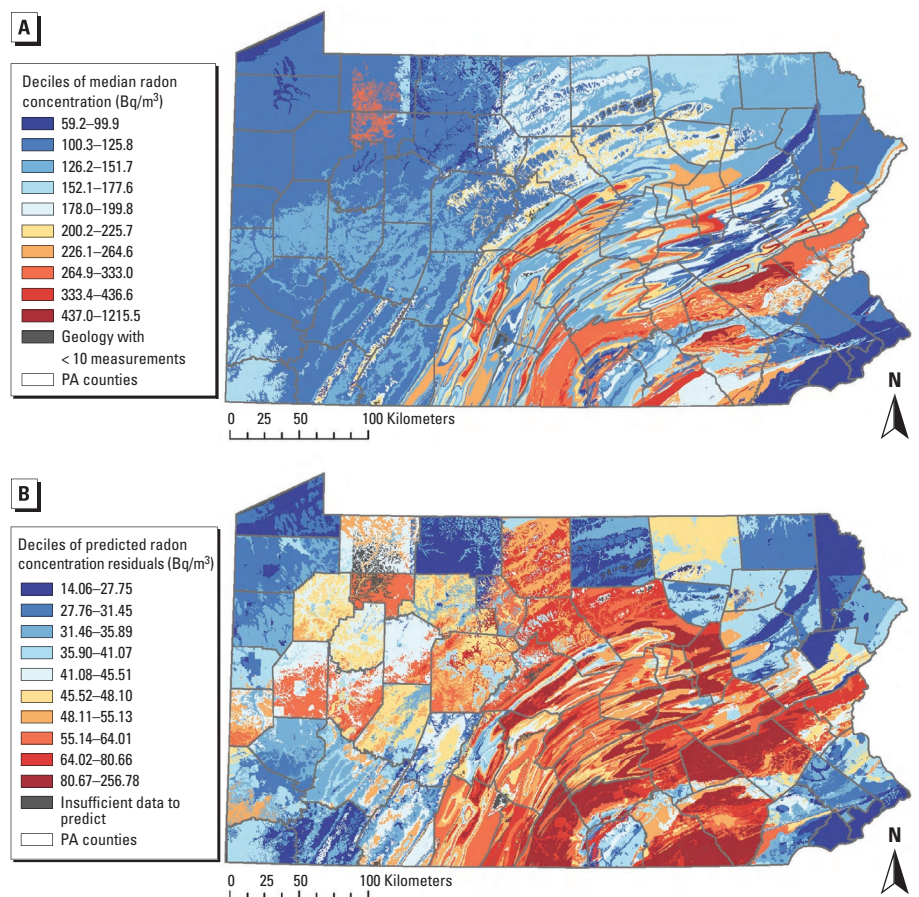 A
Deciles of median radon
concentration (Bq/m³)
59.2–99.9
100.3–125.8
126.2–151.7
152.1–177.6
178.0–199.8
200.2–225.7
226.1–264.6
264.9–333.0
333.4–436.6
437.0–1215.5
Geology with
< 10 measurements
PA counties
0 25 50 100 Kilometers
N
B
Deciles of predicted radon
concentration residuals (Bq/m³)
14.06–27.75
27.76–31.45
31.46–35.89
35.90–41.07
41.08–45.51
45.52–48.10
48.11–55.13
55.14–64.01
64.02–80.66
80.67–256.78
Insufficient data to
predict
PA counties
0 25 50 100 Kilometers
N